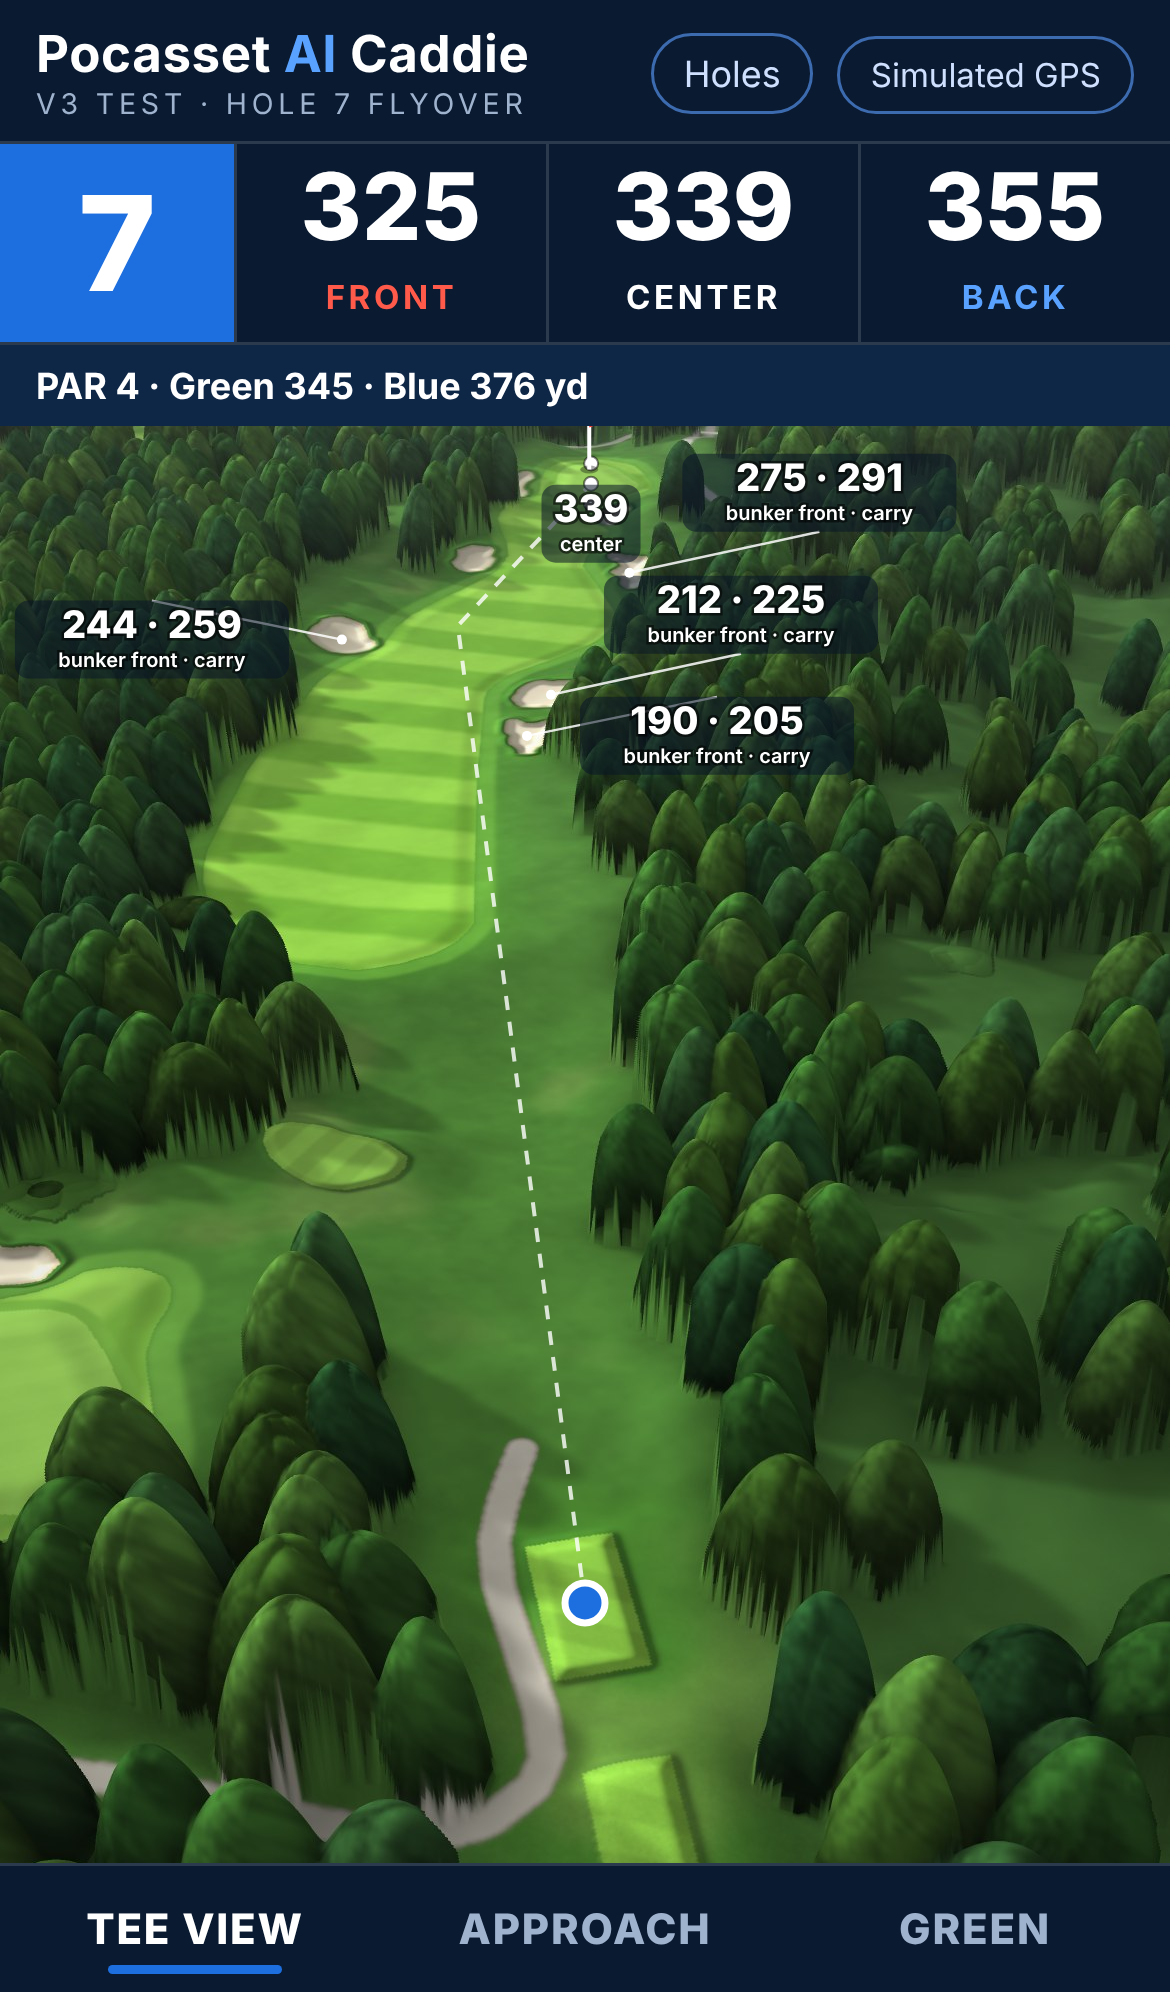 Pocasset AI Caddie
V3 TEST · HOLE 7 FLYOVER
Holes
Simulated GPS
7
325
FRONT
339
CENTER
355
BACK
PAR 4 · Green 345 · Blue 376 yd
275 · 291
bunker front · carry
339
center
212 · 225
bunker front · carry
244 · 259
bunker front · carry
190 · 205
bunker front · carry
TEE VIEW
APPROACH
GREEN